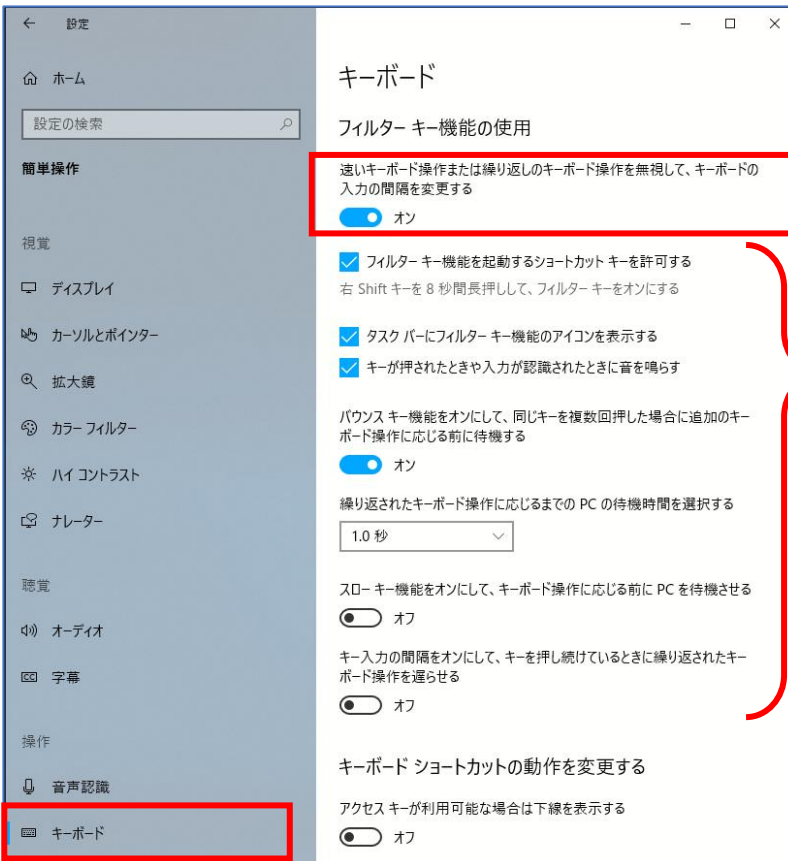 設定
ホーム
設定の検索
簡単操作
視覚
ディスプレイ
カーソルとポインター
拡大鏡
カラー フィルター
ハイ コントラスト
ナレーター
聴覚
オーディオ
字幕
操作
音声認識
キーボード
キーボード
フィルター キー機能の使用
速いキーボード操作または繰り返しのキーボード操作を無視して、キーボードの
入力の間隔を変更する
オン
フィルター キー機能を起動するショートカット キーを許可する
右 Shift キーを 8 秒間長押しして、フィルター キーをオンにする
タスク バーにフィルター キー機能のアイコンを表示する
キーが押されたときや入力が認識されたときに音を鳴らす
バウンス キー機能をオンにして、同じキーを複数回押した場合に追加のキー
ボード操作に応じる前に待機する
オン
繰り返されたキーボード操作に応じるまでの PC の待機時間を選択する
1.0 秒
スロー キー機能をオンにして、キーボード操作に応じる前に PC を待機させる
オフ
キー入力の間隔をオンにして、キーを押し続けているときに繰り返されたキー
ボード操作を遅らせる
オフ
キーボード ショートカットの動作を変更する
アクセス キーが利用可能な場合は下線を表示する
オフ